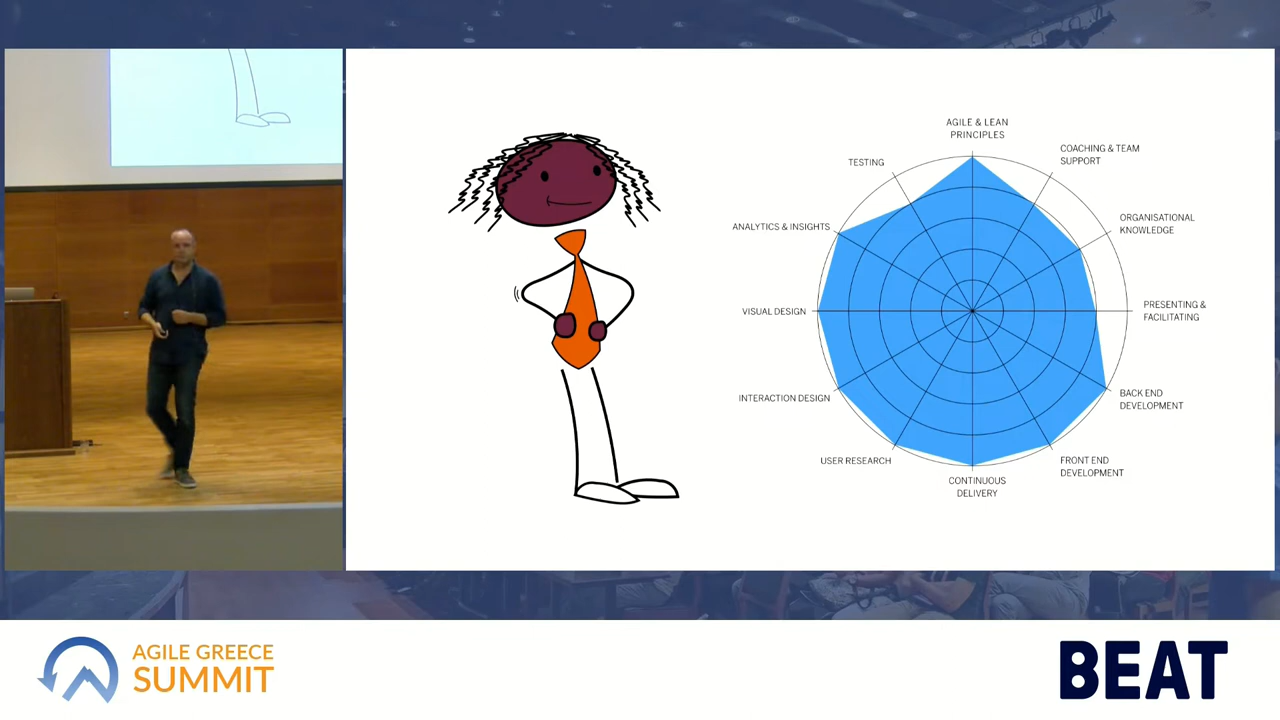 AGILE & LEAN
PRINCIPLES
COACHING & TEAM
SUPPORT
TESTING
ORGANISATIONAL
KNOWLEDGE
ANALYTICS & INSIGHTS
PRESENTING &
FACILITATING
VISUAL DESIGN
BACK END
DEVELOPMENT
INTERACTION DESIGN
FRONT END
DEVELOPMENT
USER RESEARCH
CONTINUOUS
DELIVERY
AGILE GREECE
SUMMIT
BEAT